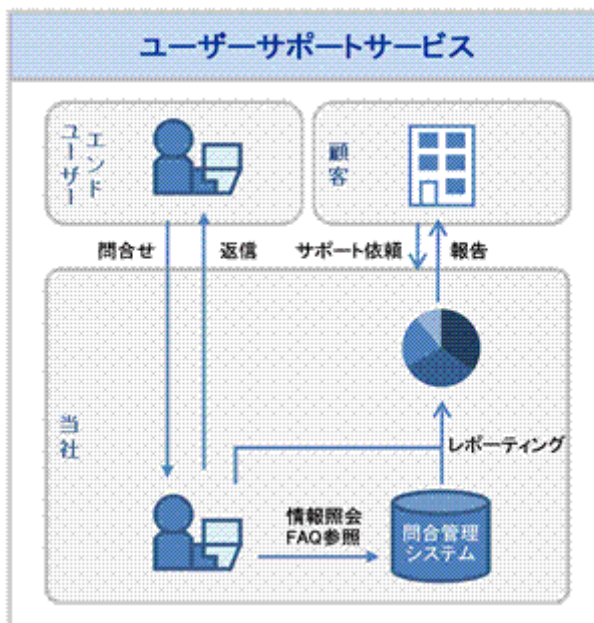 ユーザーサポートサービス
エンド
ユーザー
顧客
問合せ
返信
サポート依頼
報告
当社
レポーティング
情報照会
FAQ参照
問合管理
システム